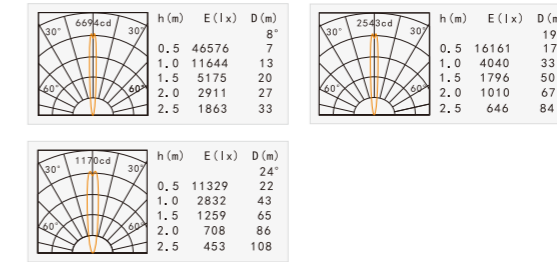 6694cd
30° 30°
60° 60°
h(m) E(lx) D(m)
8°
0.5 46576 7
1.0 11644 13
1.5 5175 20
2.0 2911 27
2.5 1863 33
2543cd
30° 30°
60° 60°
h(m) E(lx) D(m
19
0.5 16161 17
1.0 4040 33
1.5 1796 50
2.0 1010 67
2.5 646 84
1170cd
30° 30°
60° 60°
h(m) E(lx) D(m)
24°
0.5 11329 22
1.0 2832 43
1.5 1259 65
2.0 708 86
2.5 453 108